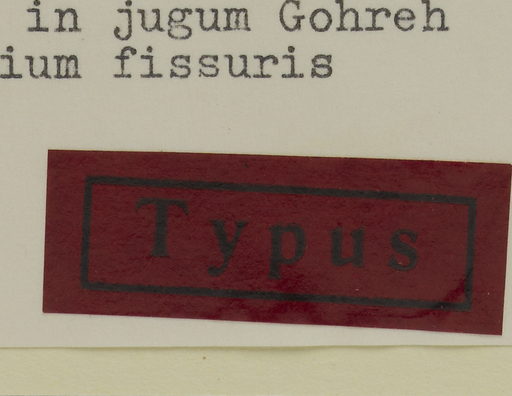 in jugum Gohreh
ium fissuris
Typus